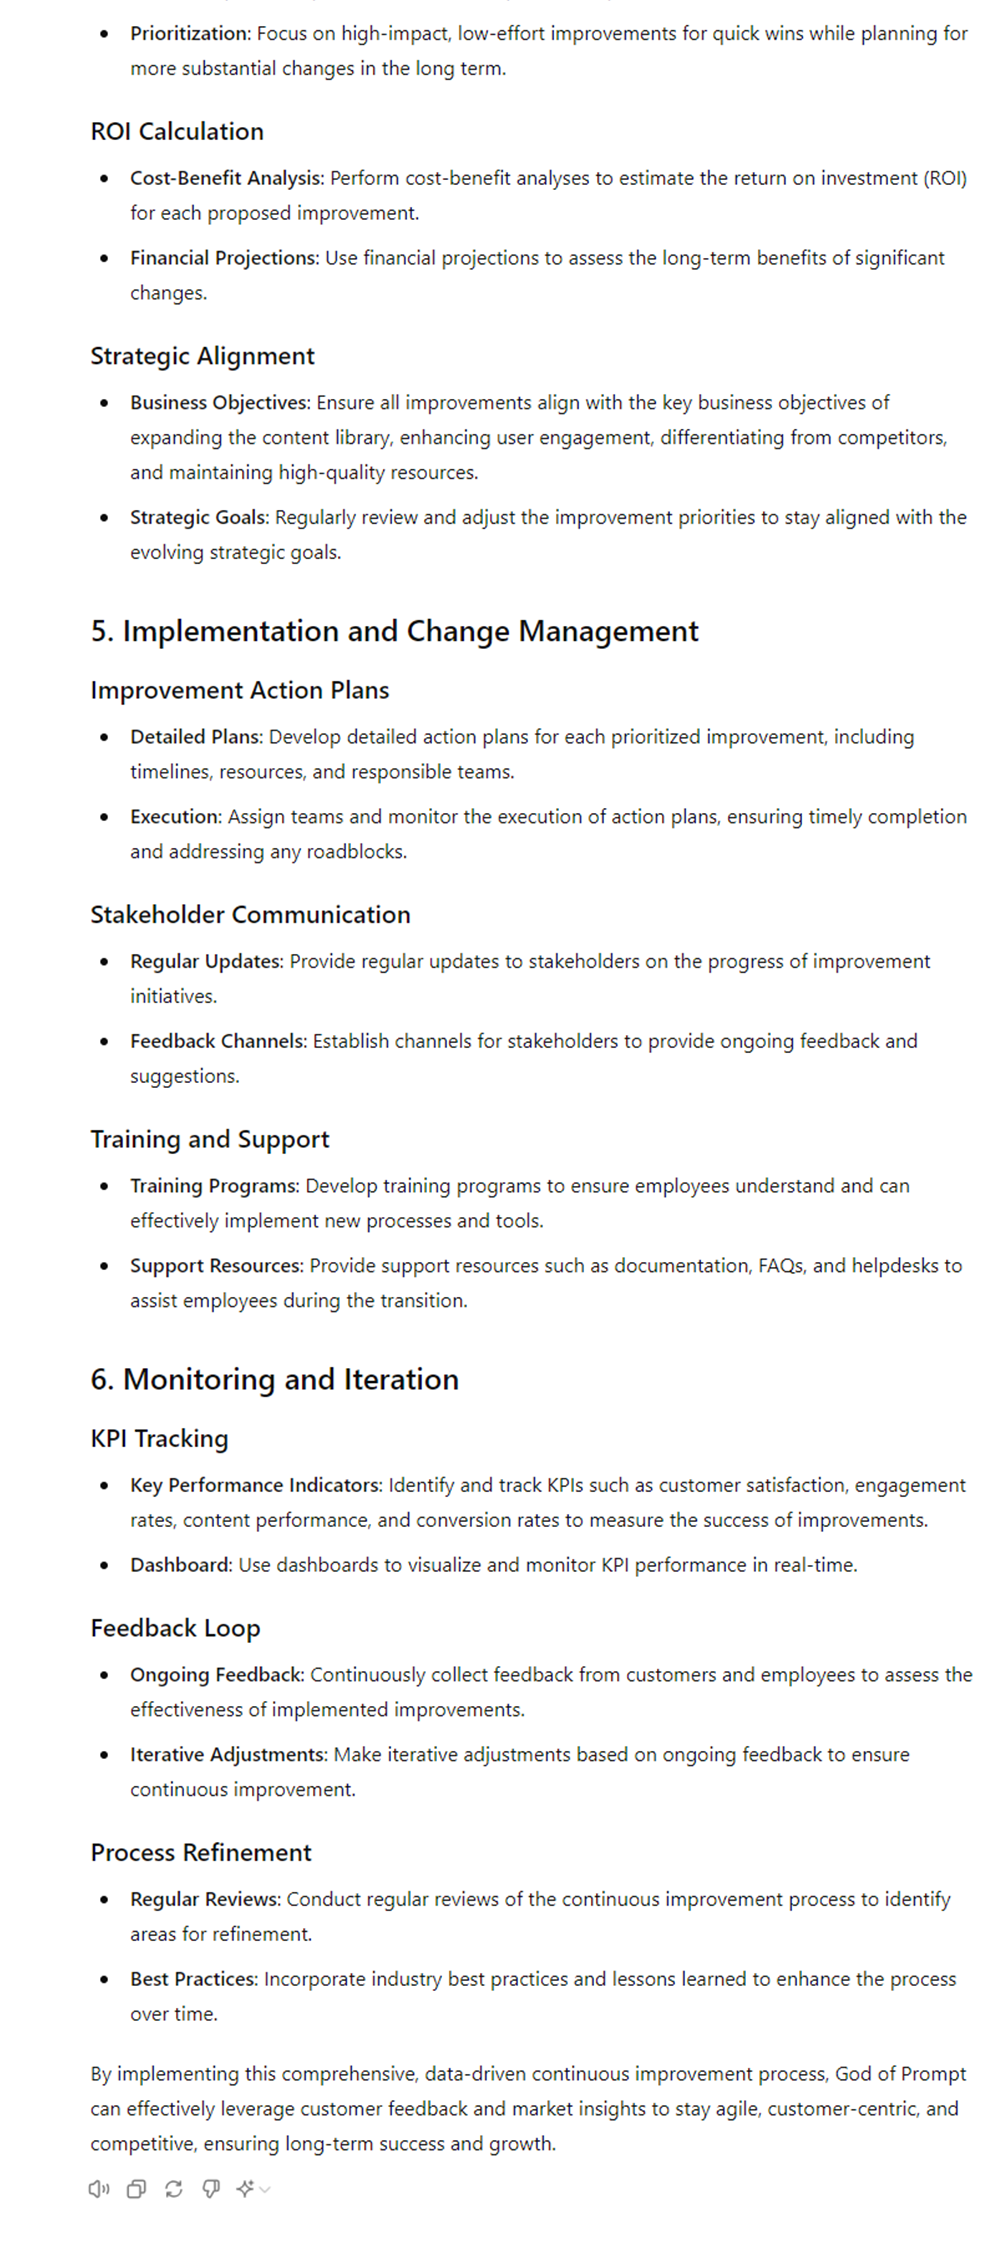 Prioritization: Focus on high-impact, low-effort improvements for quick wins while planning for
more substantial changes in the long term.
ROI Calculation
Cost-Benefit Analysis: Perform cost-benefit analyses to estimate the return on investment (ROI)
for each proposed improvement.
Financial Projections: Use financial projections to assess the long-term benefits of significant
changes.
Strategic Alignment
Business Objectives: Ensure all improvements align with the key business objectives of
expanding the content library, enhancing user engagement, differentiating from competitors,
and maintaining high-quality resources.
Strategic Goals: Regularly review and adjust the improvement priorities to stay aligned with the
evolving strategic goals.
5. Implementation and Change Management
Improvement Action Plans
Detailed Plans: Develop detailed action plans for each prioritized improvement, including
timelines, resources, and responsible teams.
Execution: Assign teams and monitor the execution of action plans, ensuring timely completion
and addressing any roadblocks.
Stakeholder Communication
Regular Updates: Provide regular updates to stakeholders on the progress of improvement
initiatives.
Feedback Channels: Establish channels for stakeholders to provide ongoing feedback and
suggestions.
Training and Support
Training Programs: Develop training programs to ensure employees understand and can
effectively implement new processes and tools.
Support Resources: Provide support resources such as documentation, FAQs, and helpdesks to
assist employees during the transition.
6. Monitoring and Iteration
KPI Tracking
Key Performance Indicators: Identify and track KPIs such as customer satisfaction, engagement
rates, content performance, and conversion rates to measure the success of improvements.
Dashboard: Use dashboards to visualize and monitor KPI performance in real-time.
Feedback Loop
Ongoing Feedback: Continuously collect feedback from customers and employees to assess the
effectiveness of implemented improvements.
Iterative Adjustments: Make iterative adjustments based on ongoing feedback to ensure
continuous improvement.
Process Refinement
Regular Reviews: Conduct regular reviews of the continuous improvement process to identify
areas for refinement.
Best Practices: Incorporate industry best practices and lessons learned to enhance the process
over time.
By implementing this comprehensive, data-driven continuous improvement process, God of Prompt
can effectively leverage customer feedback and market insights to stay agile, customer-centric, and
competitive, ensuring long-term success and growth.